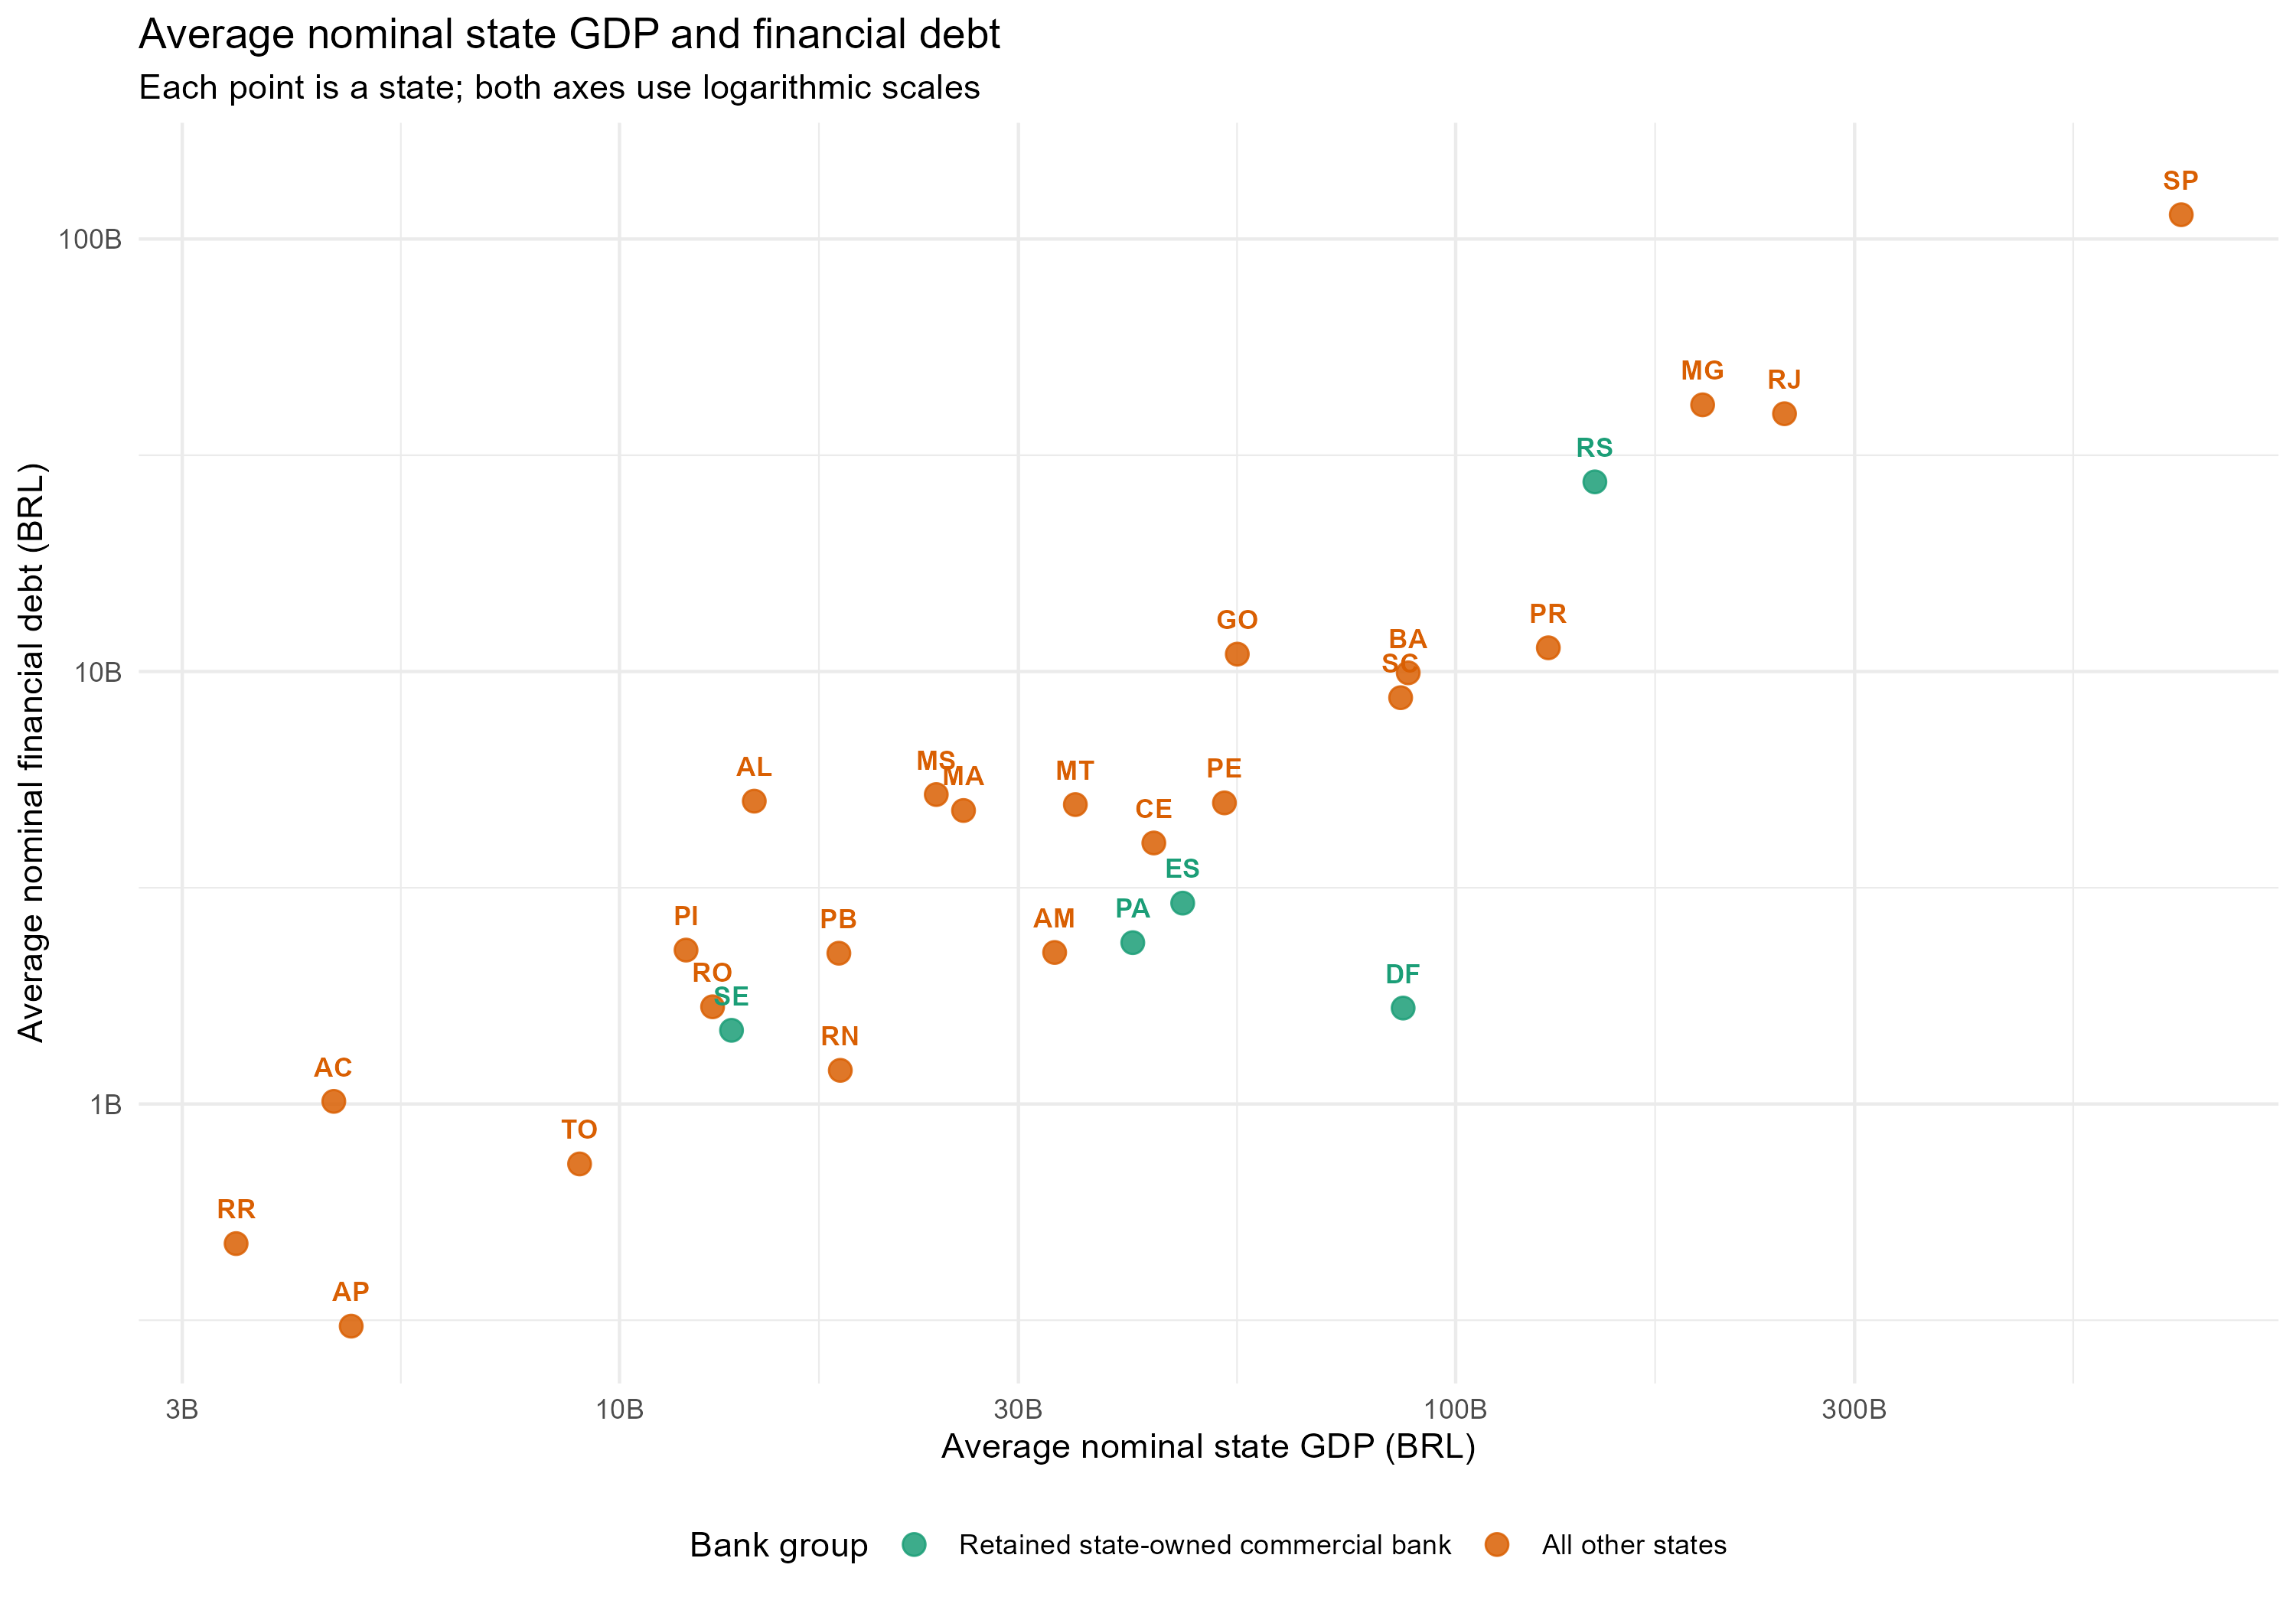 Average nominal state GDP and financial debt
Each point is a state; both axes use logarithmic scales
Average nominal financial debt (BRL)
100B
10B
1B
SP
MG
RJ
RS
PR
GO
BA
SC
AL
MS
MA
MT
PE
CE
ES
PA
PI
PB
AM
RO
SE
DF
RN
AC
TO
RR
AP
3B
10B
30B
100B
300B
Average nominal state GDP (BRL)
Bank group
Retained state-owned commercial bank
All other states